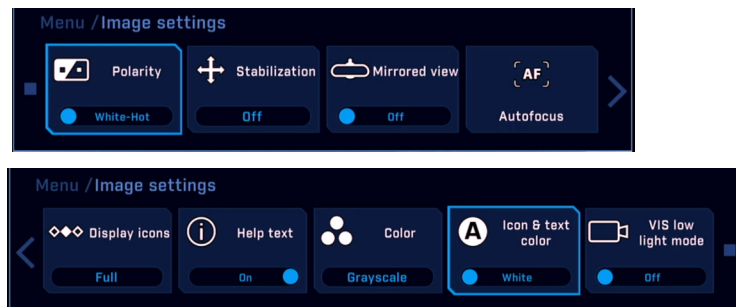 Menu /Image settings
Polarity
White-Hot
Stabilization
Off
Mirrored view
Off
AF
Autofocus
Menu /Image settings
Display icons
Full
i
Help text
On
Color
Grayscale
A
Icon & text
color
White
VIS low
light mode
Off